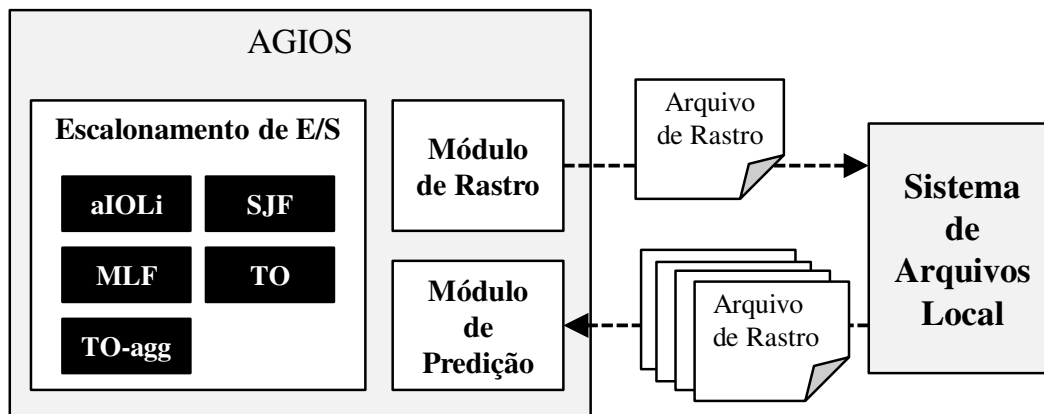 AGIOS
Escalonamento de E/S
aIOLi
SJF
MLF
TO
TO-agg
Módulo
de Rastro
Módulo
de
Predição
Arquivo
de Rastro
Arquivo
de Rastro
Sistema
de
Arquivos
Local